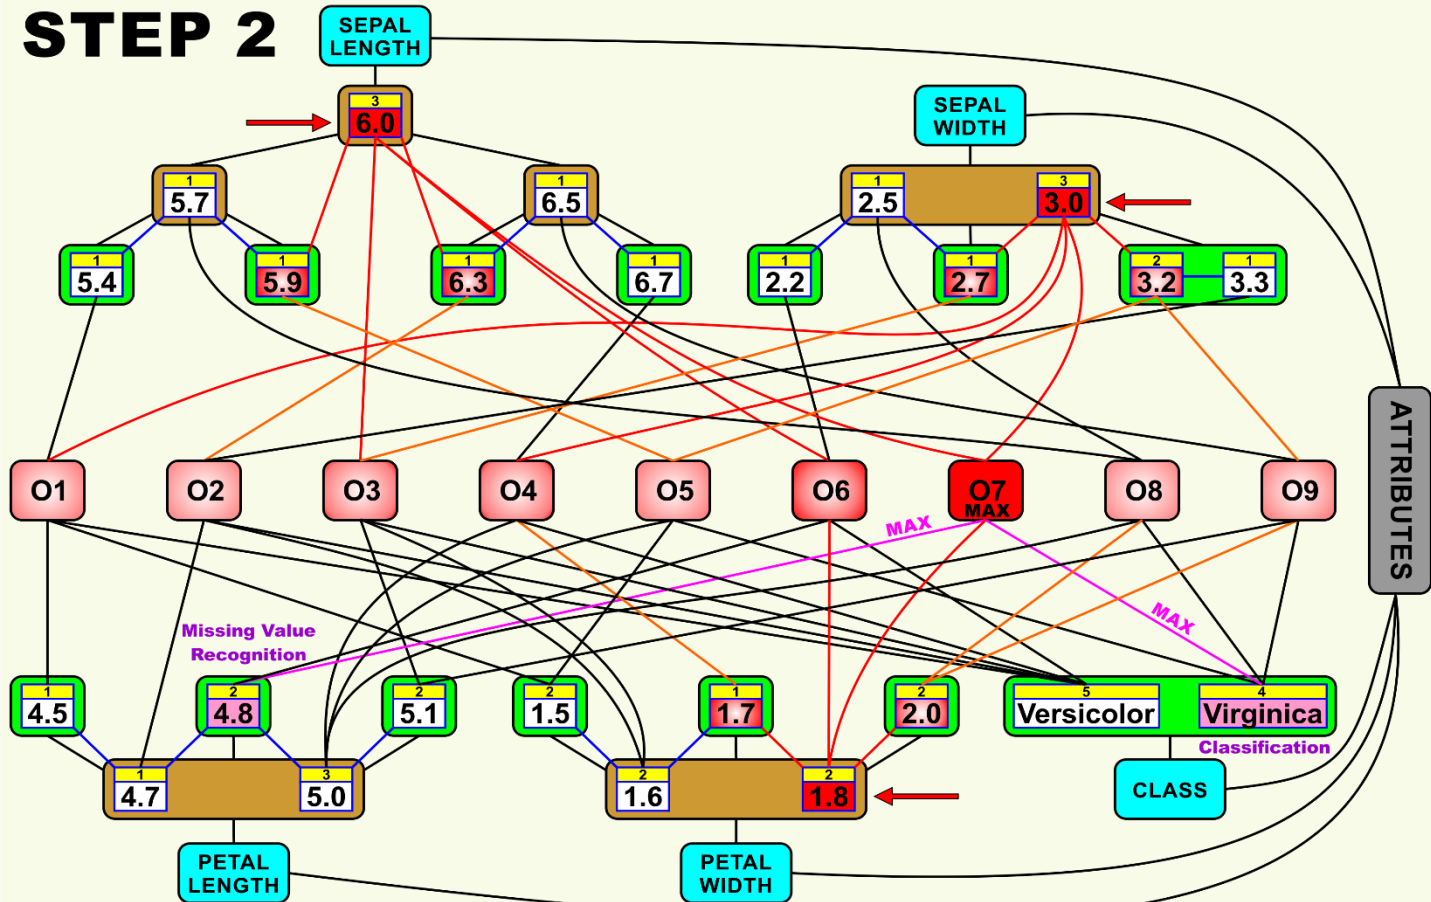 STEP 2
SEPAL
LENGTH
3
6.0
SEPAL
WIDTH
1
5.7
1
6.5
1
2.5
3
3.0
1
5.4
1
5.9
1
6.3
1
6.7
1
2.2
1
2.7
2
3.2
1
3.3
ATTRIBUTES
O1
O2
O3
O4
O5
O6
O7
MAX
O8
O9
MAX
MAX
Missing Value
Recognition
1
4.5
2
4.8
2
5.1
2
1.5
1
1.7
2
2.0
5
Versicolor
4
Virginica
Classification
1
4.7
3
5.0
2
1.6
2
1.8
CLASS
PETAL
LENGTH
PETAL
WIDTH